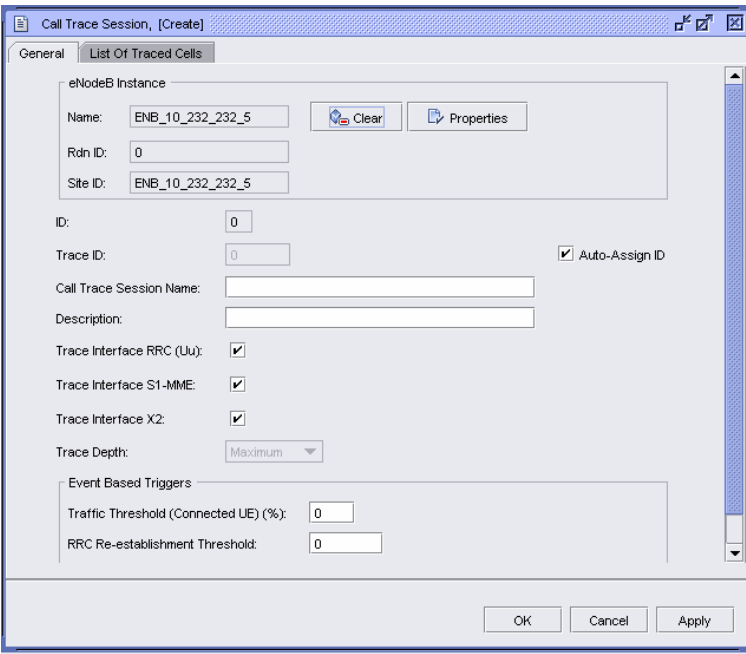 Call Trace Session, [Create]
General List Of Traced Cells
eNodeB Instance
Name: ENB_10_232_232_5 Clear Properties
Rdn ID: 0
Site ID: ENB_10_232_232_5
ID: 0
Trace ID: 0 Auto-Assign ID
Call Trace Session Name:
Description:
Trace Interface RRC (Uu):
Trace Interface S1-MME:
Trace Interface X2:
Trace Depth: Maximum
Event Based Triggers
Traffic Threshold (Connected UE) (%): 0
RRC Re-establishment Threshold: 0
OK Cancel Apply